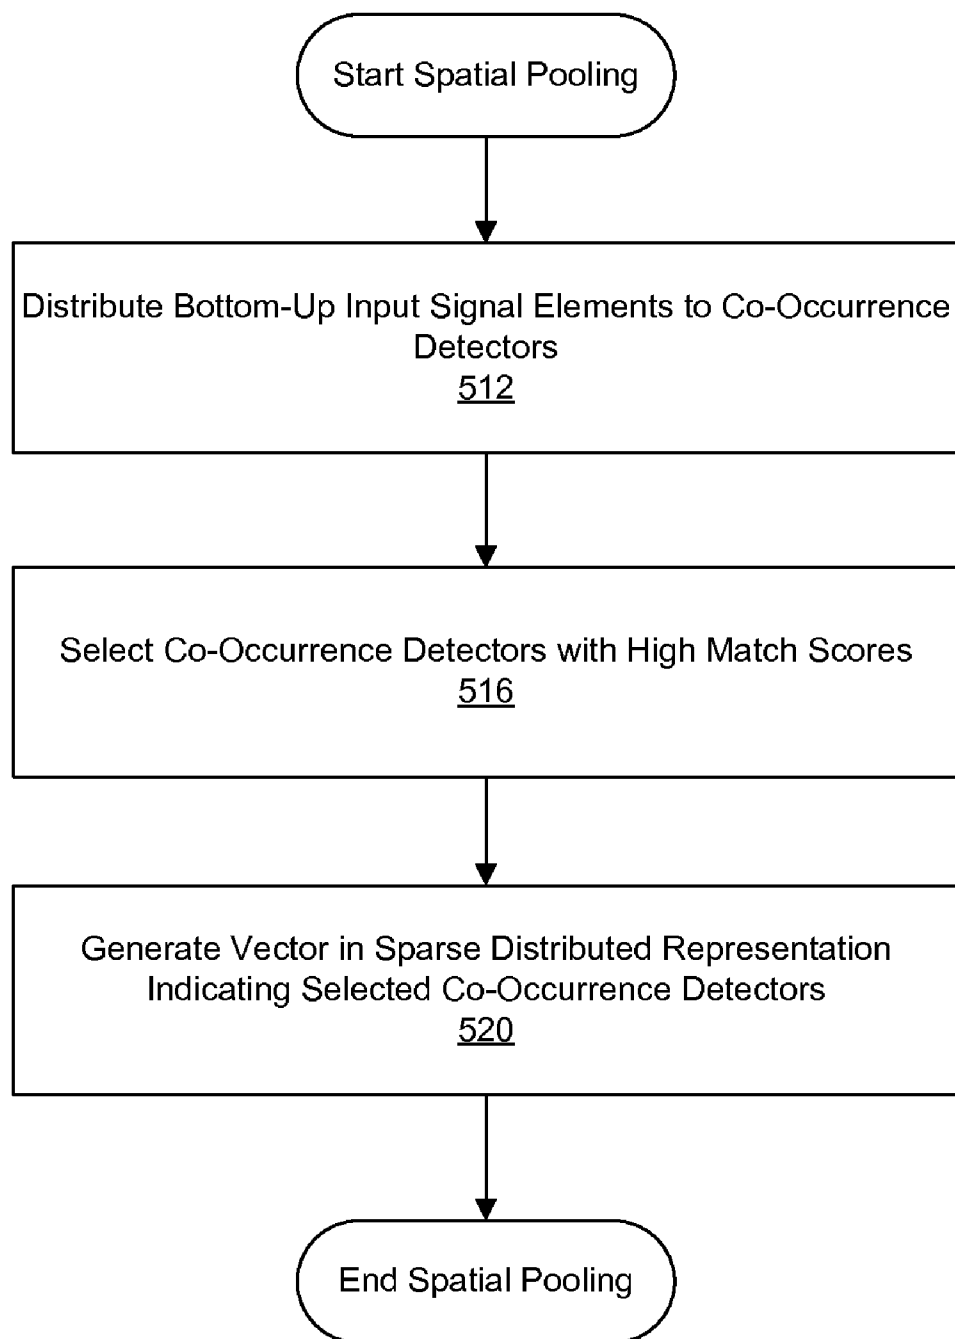 Start Spatial Pooling
Distribute Bottom-Up Input Signal Elements to Co-Occurrence
Detectors
512
Select Co-Occurrence Detectors with High Match Scores
516
Generate Vector in Sparse Distributed Representation
Indicating Selected Co-Occurrence Detectors
520
End Spatial Pooling